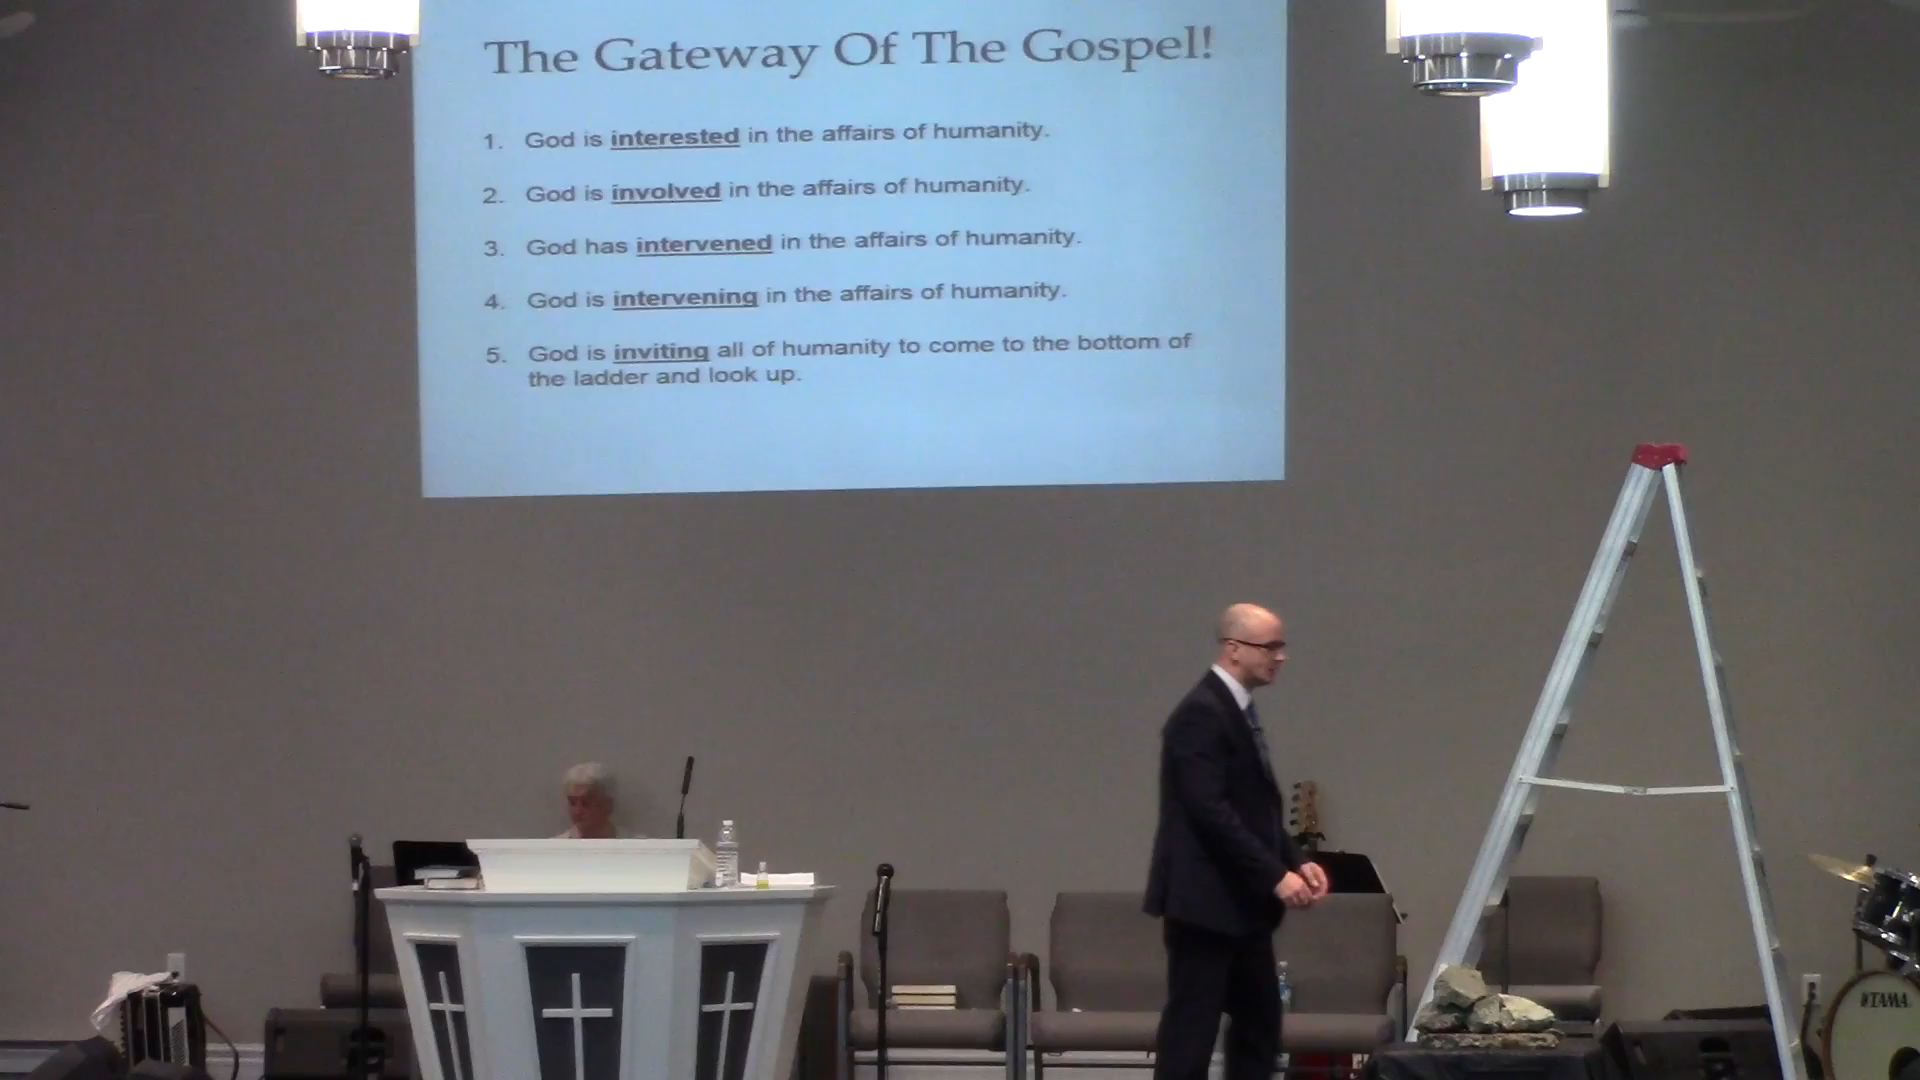 The Gateway Of The Gospel!
1. God is interested in the affairs of humanity.
2. God is involved in the affairs of humanity.
3. God has intervened in the affairs of humanity.
4. God is intervening in the affairs of humanity.
5. God is inviting all of humanity to come to the bottom of
the ladder and look up.
TAMA